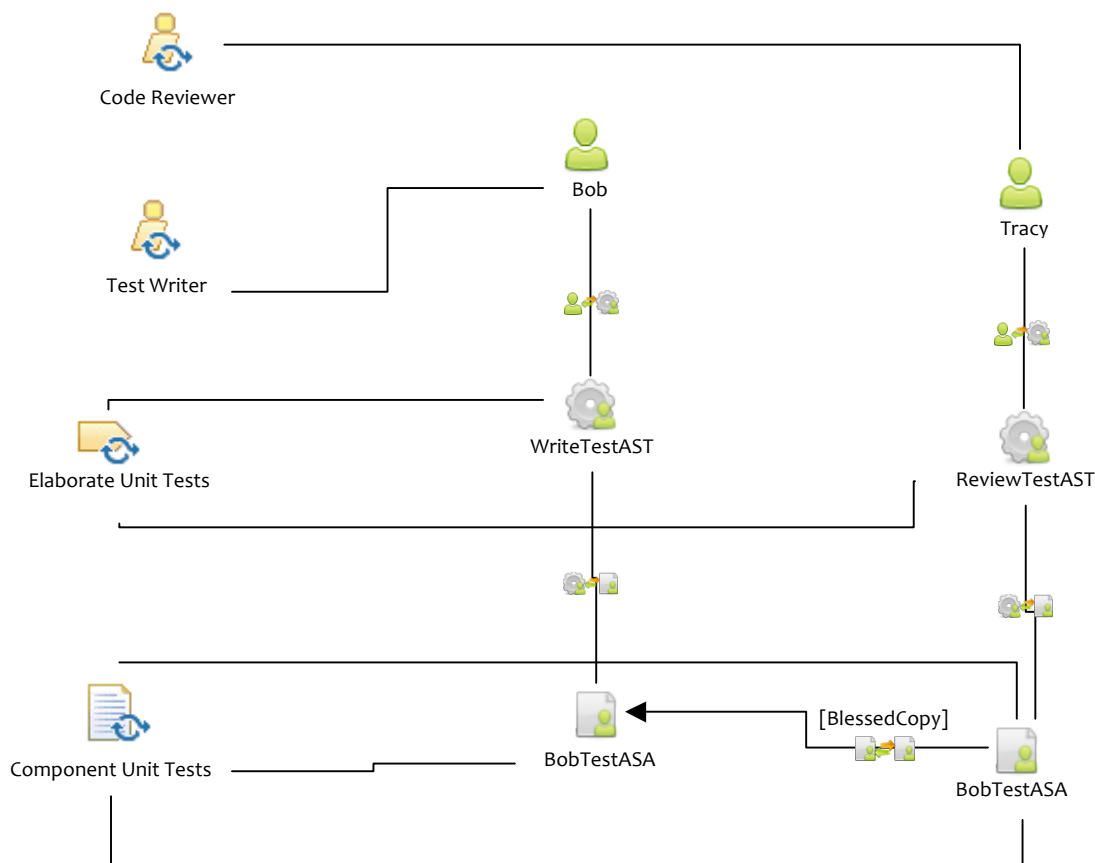 Code Reviewer
Bob
Tracy
Test Writer
WriteTestAST
Elaborate Unit Tests
ReviewTestAST
[BlessedCopy]
BobTestASA
Component Unit Tests
BobTestASA